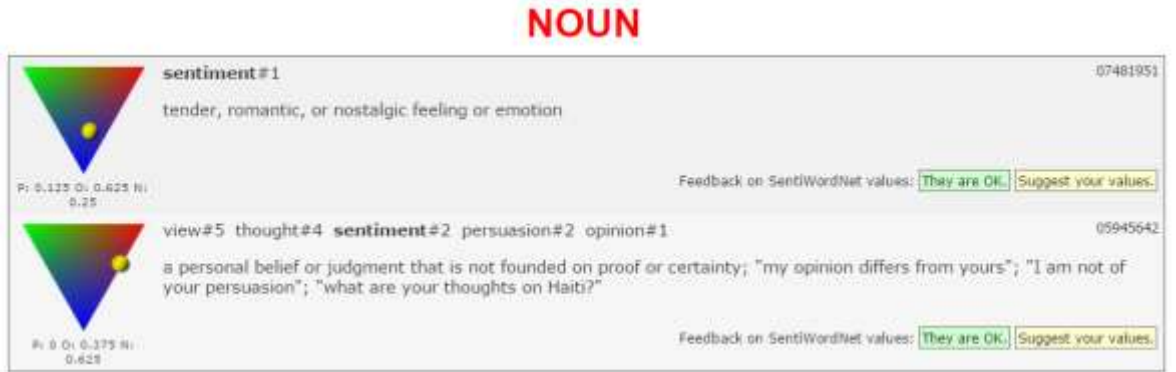 NOUN
sentiment#1
07481951
tender, romantic, or nostalgic feeling or emotion
P: 0.125 O: 0.625 N:
0.25
Feedback on SentiWordNet values: They are OK. Suggest your values.
view#5 thought#4 sentiment#2 persuasion#2 opinion#1
05945642
a personal belief or judgment that is not founded on proof or certainty; "my opinion differs from yours"; "I am not of
your persuasion"; "what are your thoughts on Haiti?"
P: 0 O: 0.375 N:
0.625
Feedback on SentiWordNet values: They are OK. Suggest your values.